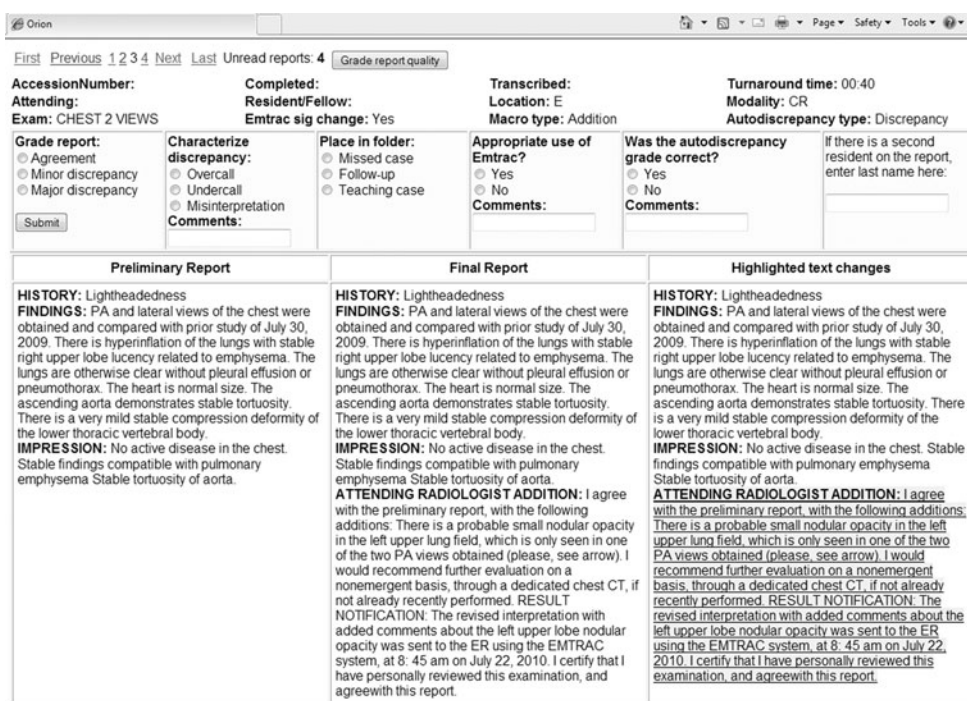 Orion
Page Safety Tools
First Previous 1 2 3 4 Next Last Unread reports: 4 Grade report quality
AccessionNumber: Completed: Transcribed: Turnaround time: 00:40
Attending: Resident/Fellow: Location: E Modality: CR
Exam: CHEST 2 VIEWS Emtrac sig change: Yes Macro type: Addition Autodiscrepancy type: Discrepancy
Grade report:
Agreement
Minor discrepancy
Major discrepancy
Submit
Characterize
discrepancy:
Overcall
Undercall
Misinterpretation
Comments:
Place in folder:
Missed case
Follow-up
Teaching case
Appropriate use of
Emtrac?
Yes
No
Comments:
Was the autodiscrepancy
grade correct?
Yes
No
Comments:
If there is a second
resident on the report,
enter last name here:
Preliminary Report
HISTORY: Lightheadedness
FINDINGS: PA and lateral views of the chest were
obtained and compared with prior study of July 30,
2009. There is hyperinflation of the lungs with stable
right upper lobe lucency related to emphysema. The
lungs are otherwise clear without pleural effusion or
pneumothorax. The heart is normal size. The
ascending aorta demonstrates stable tortuosity.
There is a very mild stable compression deformity of
the lower thoracic vertebral body.
IMPRESSION: No active disease in the chest.
Stable findings compatible with pulmonary
emphysema Stable tortuosity of aorta.
Final Report
HISTORY: Lightheadedness
FINDINGS: PA and lateral views of the chest were
obtained and compared with prior study of July 30,
2009. There is hyperinflation of the lungs with stable
right upper lobe lucency related to emphysema. The
lungs are otherwise clear without pleural effusion or
pneumothorax. The heart is normal size. The
ascending aorta demonstrates stable tortuosity.
There is a very mild stable compression deformity of
the lower thoracic vertebral body.
IMPRESSION: No active disease in the chest.
Stable findings compatible with pulmonary
emphysema Stable tortuosity of aorta.
ATTENDING RADIOLOGIST ADDITION: I agree
with the preliminary report, with the following
additions: There is a probable small nodular opacity
in the left upper lung field, which is only seen in one
of the two PA views obtained (please, see arrow). I
would recommend further evaluation on a
nonemergent basis, through a dedicated chest CT, if
not already recently performed. RESULT
NOTIFICATION: The revised interpretation with
added comments about the left upper lobe nodular
opacity was sent to the ER using the EMTRAC
system, at 8: 45 am on July 22, 2010. I certify that I
have personally reviewed this examination, and
agreewith this report.
Highlighted text changes
HISTORY: Lightheadedness
FINDINGS: PA and lateral views of the chest were
obtained and compared with prior study of July 30,
2009. There is hyperinflation of the lungs with stable
right upper lobe lucency related to emphysema. The
lungs are otherwise clear without pleural effusion or
pneumothorax. The heart is normal size. The
ascending aorta demonstrates stable tortuosity. There
is a very mild stable compression deformity of the
lower thoracic vertebral body.
IMPRESSION: No active disease in the chest. Stable
findings compatible with pulmonary emphysema
Stable tortuosity of aorta.
ATTENDING RADIOLOGIST ADDITION: I agree
with the preliminary report, with the following additions:
There is a probable small nodular opacity in the left
upper lung field, which is only seen in one of the two
PA views obtained (please, see arrow). I would
recommend further evaluation on a nonemergent
basis, through a dedicated chest CT, if not already
recently performed. RESULT NOTIFICATION: The
revised interpretation with added comments about the
left upper lobe nodular opacity was sent to the ER
using the EMTRAC system, at 8: 45 am on July 22,
2010. I certify that I have personally reviewed this
examination, and agreewith this report.